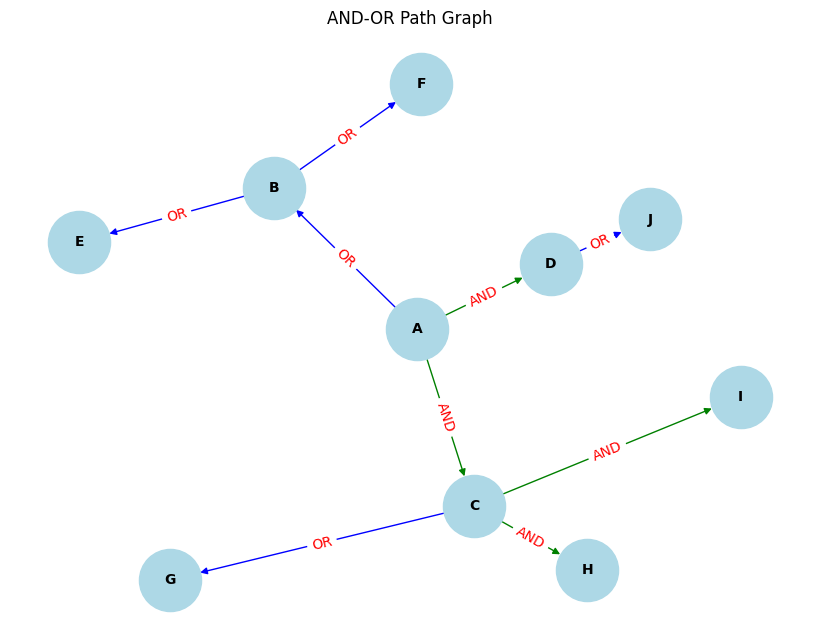 AND-OR Path Graph
F
OR
B
OR
E
J
OR
D
OR
AND
A
I
AND
AND
C
AND
OR
H
G